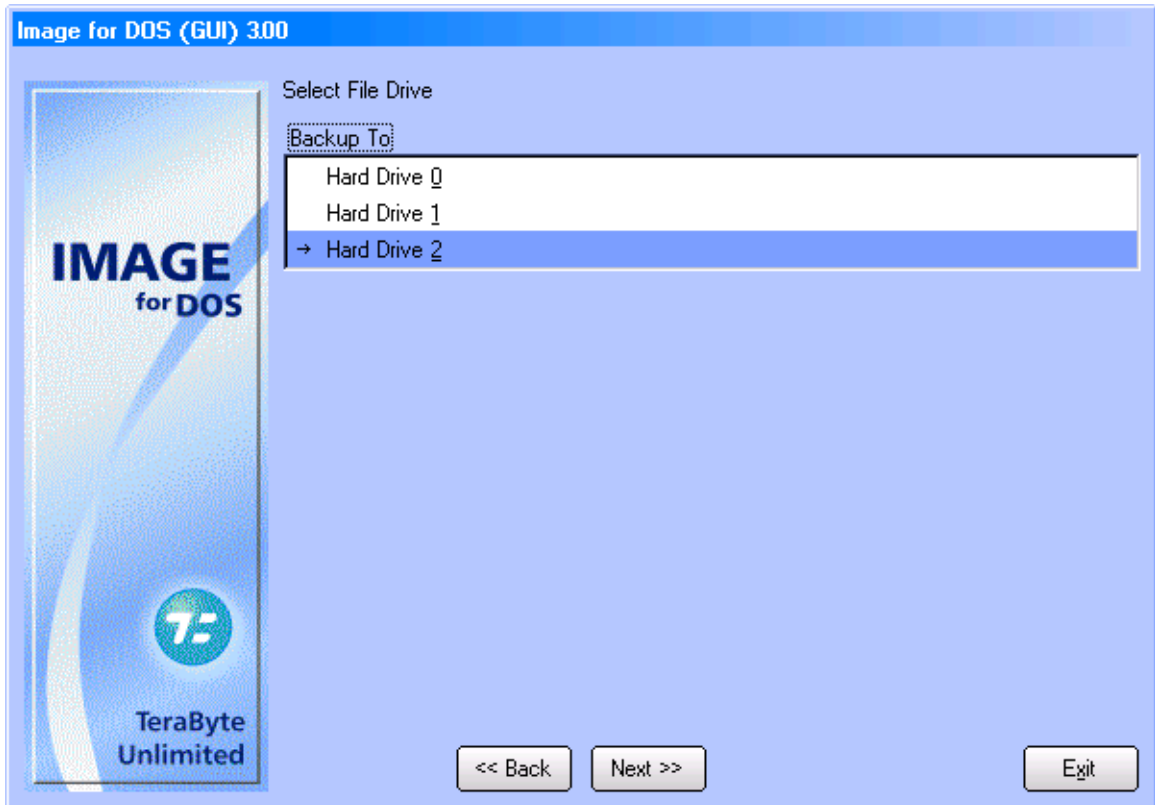 Image for DOS (GUI) 3.00
Select File Drive
Backup To
Hard Drive 0
Hard Drive 1
→ Hard Drive 2
IMAGE
for DOS
TeraByte
Unlimited
<< Back
Next >>
Exit